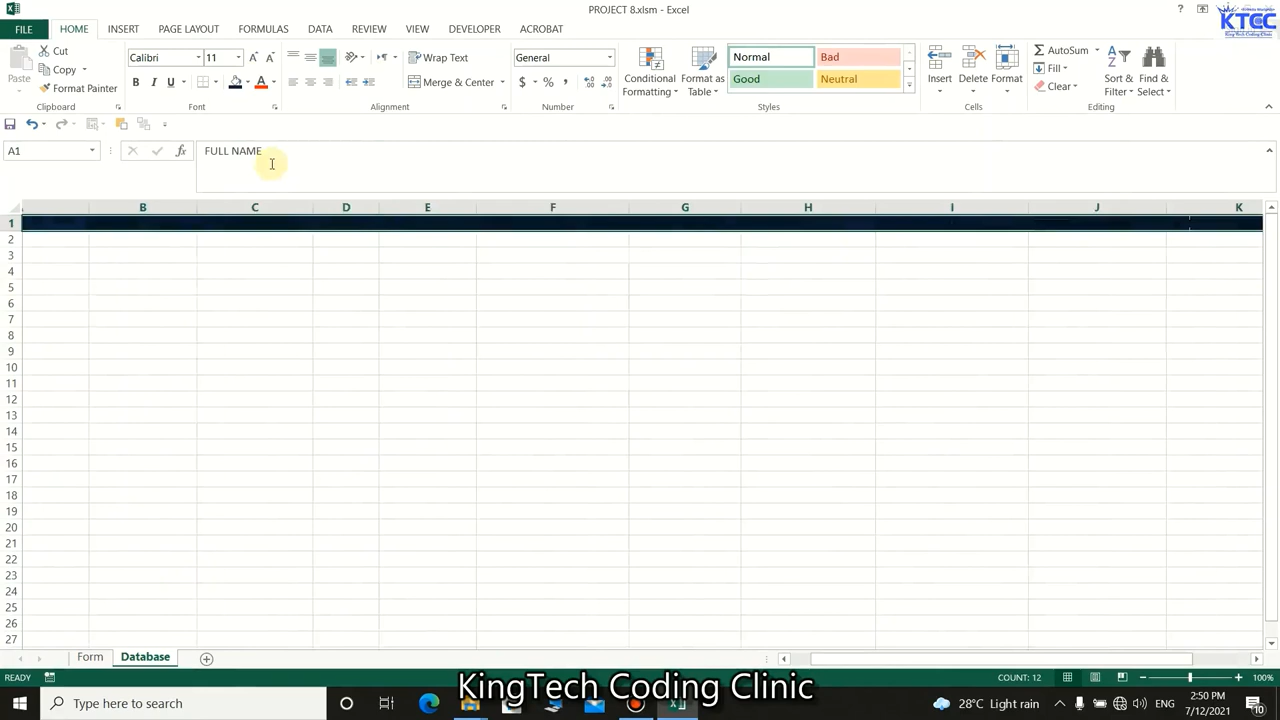 PROJECT 8.xlsm - Excel
KTCC
FILE HOME INSERT PAGE LAYOUT FORMULAS DATA REVIEW VIEW DEVELOPER ACROBAT
Paste
Cut
Copy
Format Painter
Clipboard
Calibri 11
B I U
Font
Wrap Text
Merge & Center
Alignment
General
$ % ,
Number
Conditional Formatting
Format as Table
Normal Bad
Good Neutral
Styles
Insert Delete Format
Cells
AutoSum
Fill
Clear
Sort & Filter
Find & Select
Editing
A1 fx FULL NAME
B C D E F G H I J K
1
2
3
4
5
6
7
8
9
10
11
12
13
14
15
16
17
18
19
20
21
22
23
24
25
26
27
Form Database
READY COUNT: 12 100%
KingTech Coding Clinic
Type here to search
28°C Light rain ENG 2:50 PM
7/12/2021 10